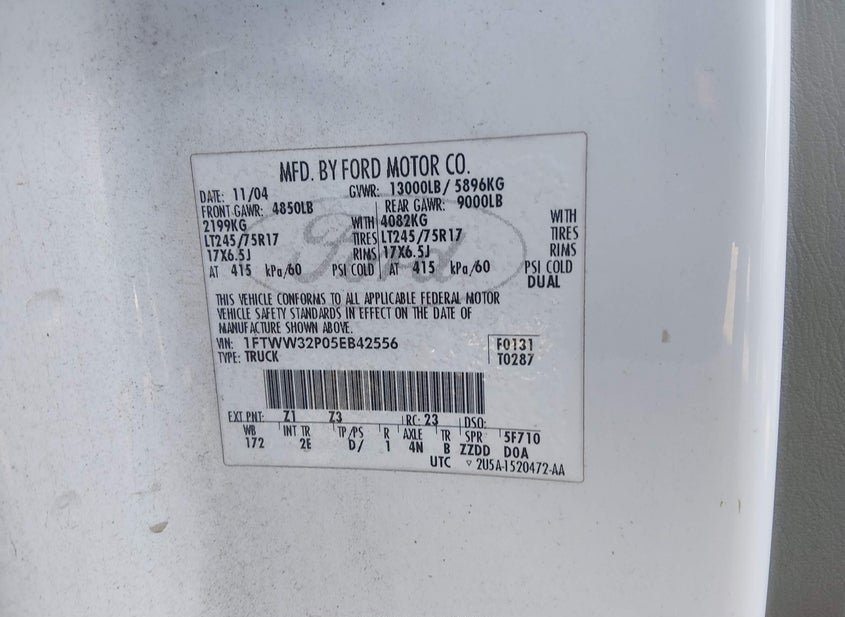 MFD. BY FORD MOTOR CO.
DATE: 11/04 GVWR: 13000LB/ 5896KG
FRONT GAWR: 4850LB REAR GAWR: 9000LB
2199KG WITH 4082KG WITH
LT245/75R17 TIRES LT245/75R17 TIRES
17X6.5J RIMS 17X6.5J RIMS
AT 415 kPa/60 PSI COLD AT 415 kPa/60 PSI COLD
DUAL
Ford
THIS VEHICLE CONFORMS TO ALL APPLICABLE FEDERAL MOTOR
VEHICLE SAFETY STANDARDS IN EFFECT ON THE DATE OF
MANUFACTURE SHOWN ABOVE.
VIN: 1FTWW32P05EB42556 F0131
TYPE: TRUCK T0287
EXT PNT: Z1 Z3 RC: 23 DSO:
WB INT TR TP/PS R AXLE TR SPR 5F710
172 2E D/ 1 4N B ZZDD DOA
UTC ▽ 2U5A-1520472-AA